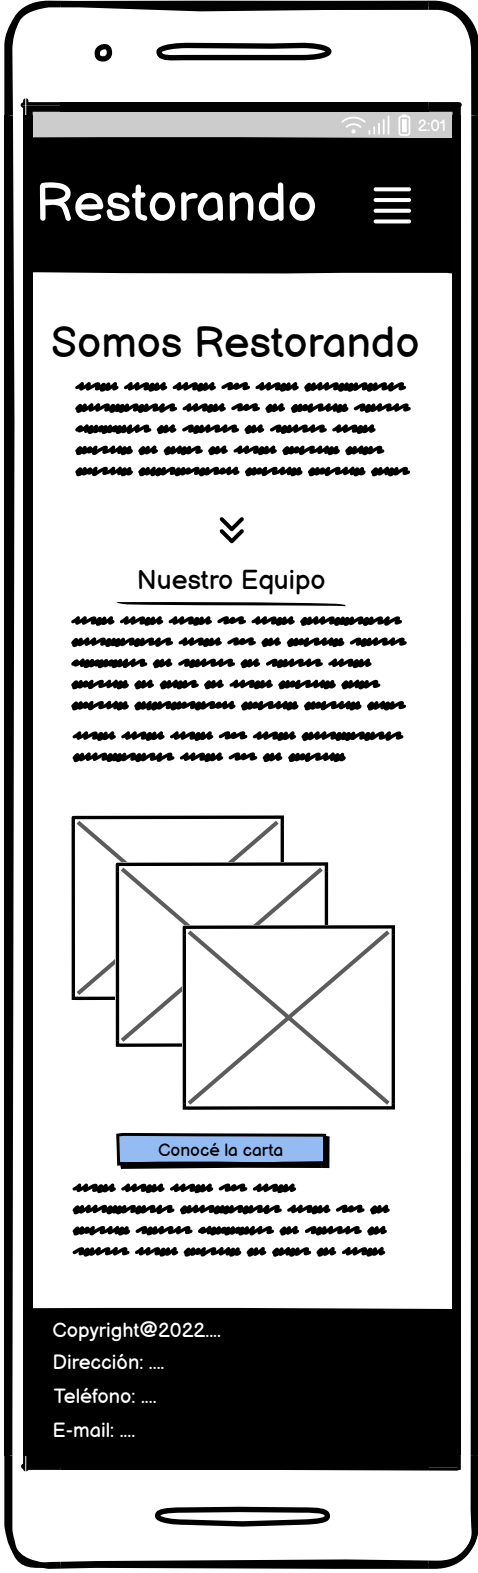 2:01
Restorando
Somos Restorando
Nuestro Equipo
Conocé la carta
Copyright@2022....
Dirección: ....
Teléfono: ....
E-mail: ....